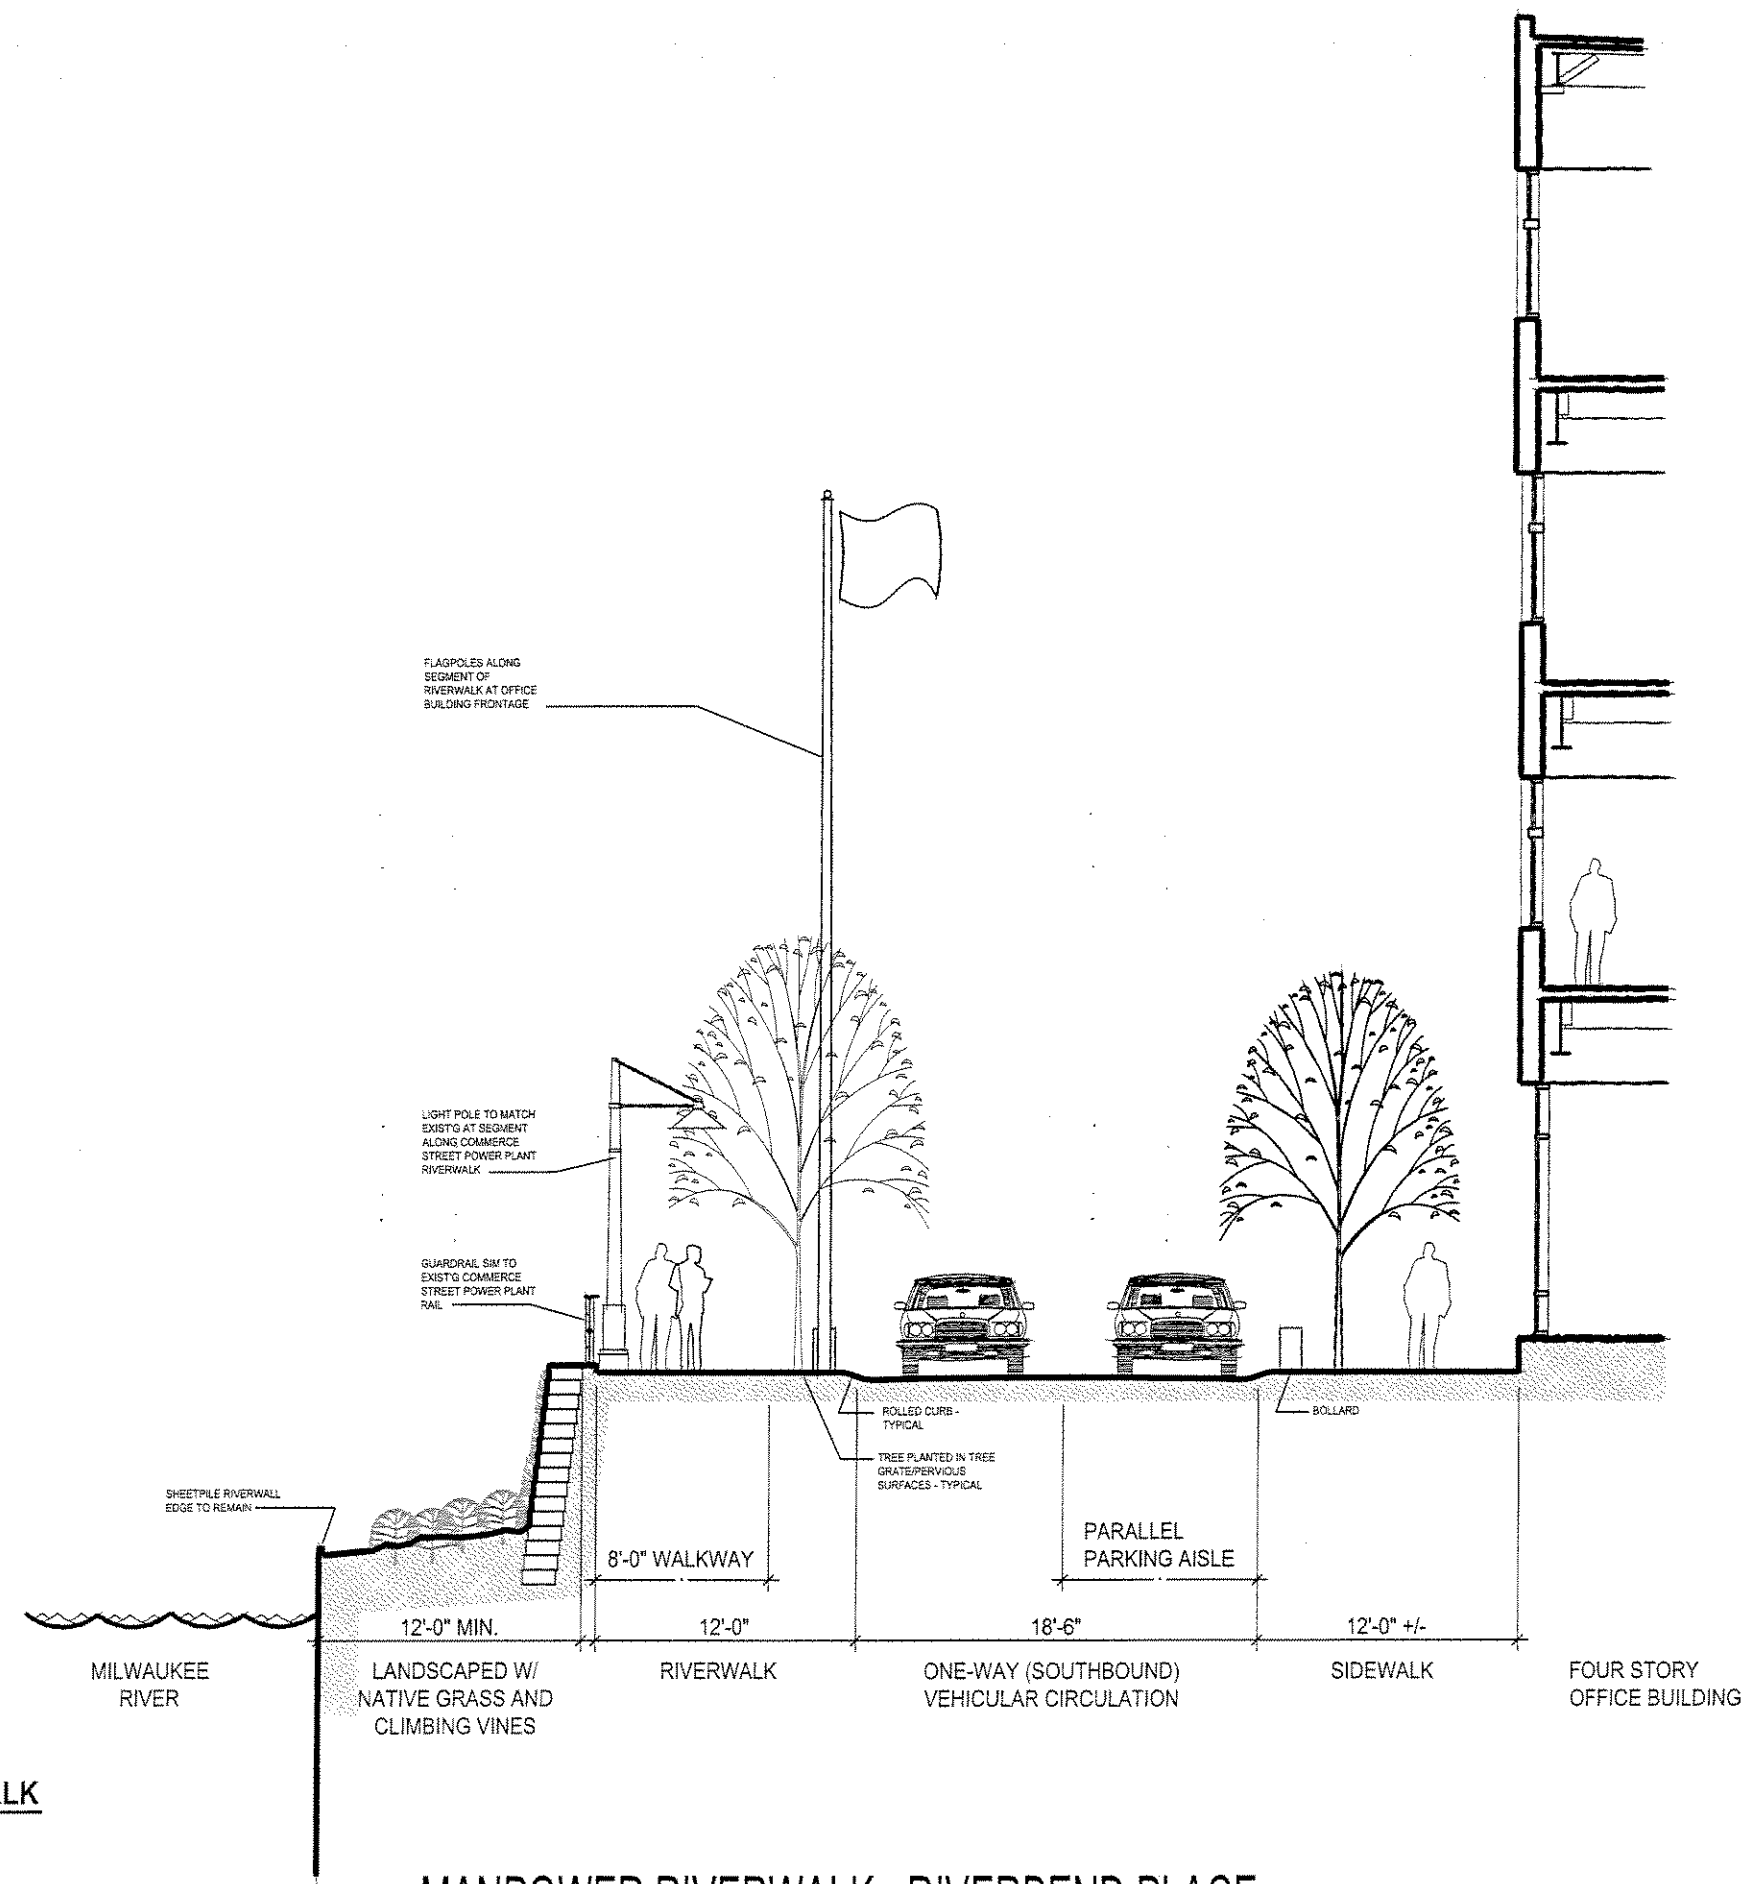 FLAGPOLES ALONG
SEGMENT OF
RIVERWALK AT OFFICE
BUILDING FRONTAGE
LIGHT POLE TO MATCH
EXIST'G AT SEGMENT
ALONG COMMERCE
STREET POWER PLANT
RIVERWALK
GUARDRAIL SIM TO
EXIST'G COMMERCE
STREET POWER PLANT
RAIL
ROLLED CURB -
TYPICAL
BOLLARD
TREE PLANTED IN TREE
GRATE/PERVIOUS
SURFACES - TYPICAL
SHEETPILE RIVERWALL
EDGE TO REMAIN
8'-0" WALKWAY
PARALLEL
PARKING AISLE
12'-0" MIN.
12'-0"
18'-6"
12'-0" +/-
MILWAUKEE
RIVER
LANDSCAPED W/
NATIVE GRASS AND
CLIMBING VINES
RIVERWALK
ONE-WAY (SOUTHBOUND)
VEHICULAR CIRCULATION
SIDEWALK
FOUR STORY
OFFICE BUILDING
LK
MANPOWER RIVERWALK - RIVERBEND PLACE